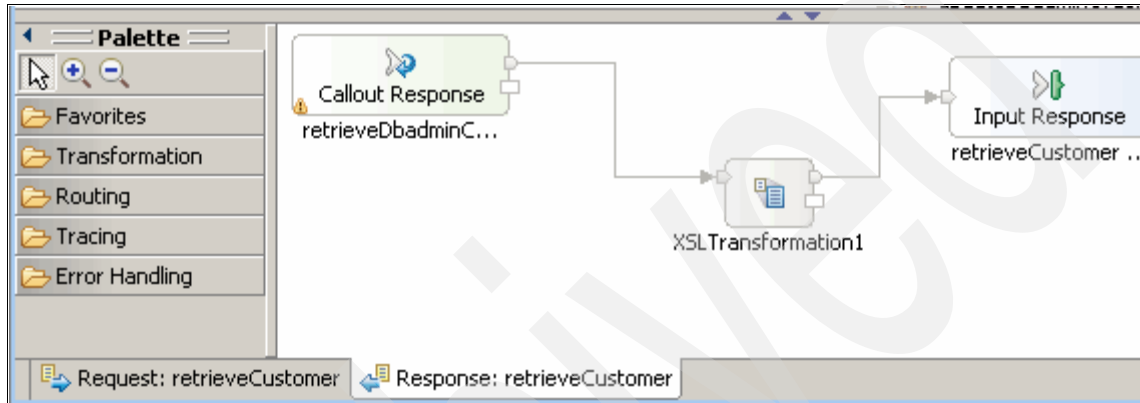 Palette
Favorites
Transformation
Routing
Tracing
Error Handling
Callout Response
retrieveDbadminC...
XSLTransformation1
Input Response
retrieveCustomer ..
Request: retrieveCustomer
Response: retrieveCustomer